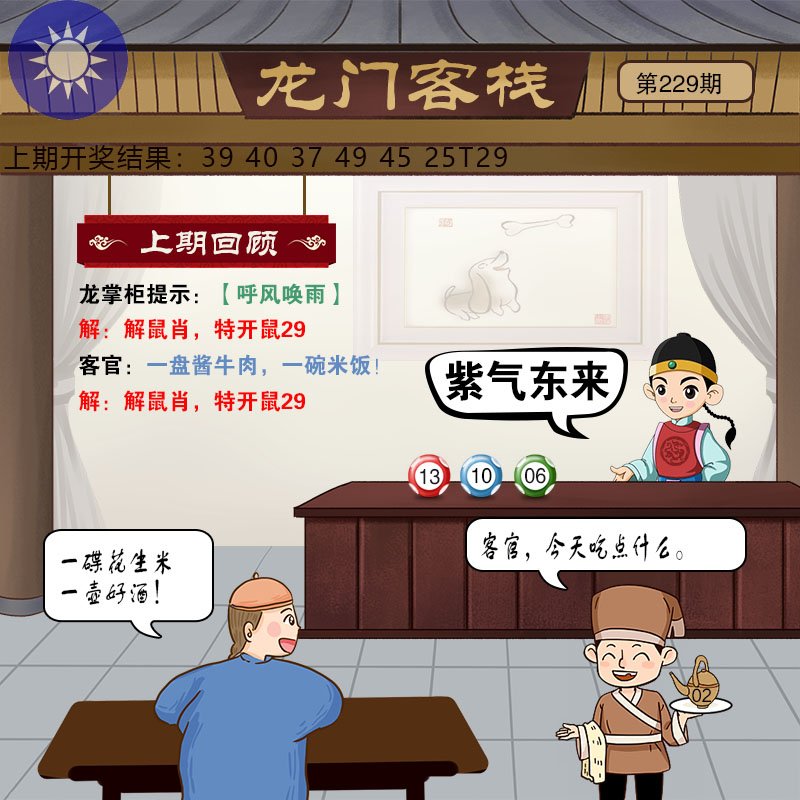 龙门客栈
第229期
上期开奖结果：39 40 37 49 45 25T29
上期回顾
龙掌柜提示：【呼风唤雨】
解：解鼠肖，特开鼠29
客官：一盘酱牛肉，一碗米饭！
解：解鼠肖，特开鼠29
紫气东来
13 10 06
客官，今天吃点什么。
一碟花生米
一壶好酒！
02